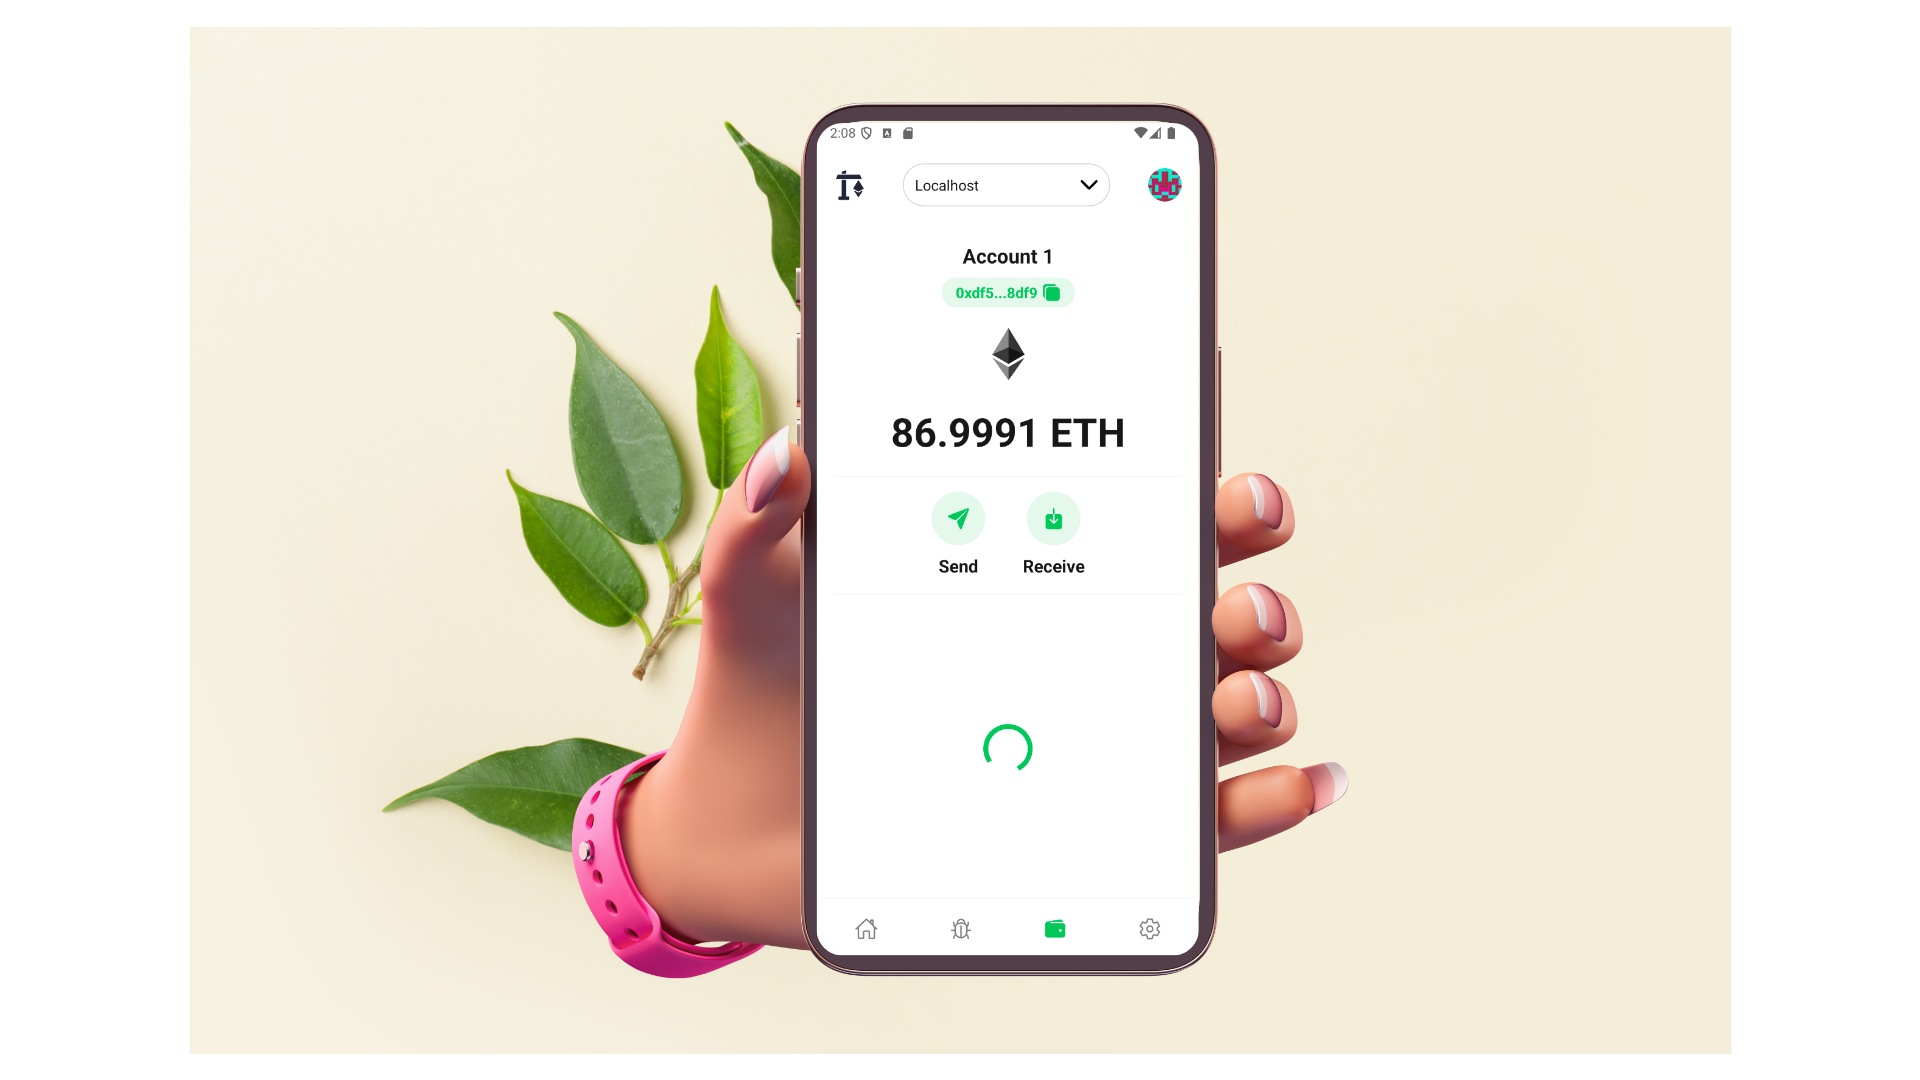 2:08
Localhost
Account 1
0xdf5...8df9
86.9991 ETH
Send
Receive